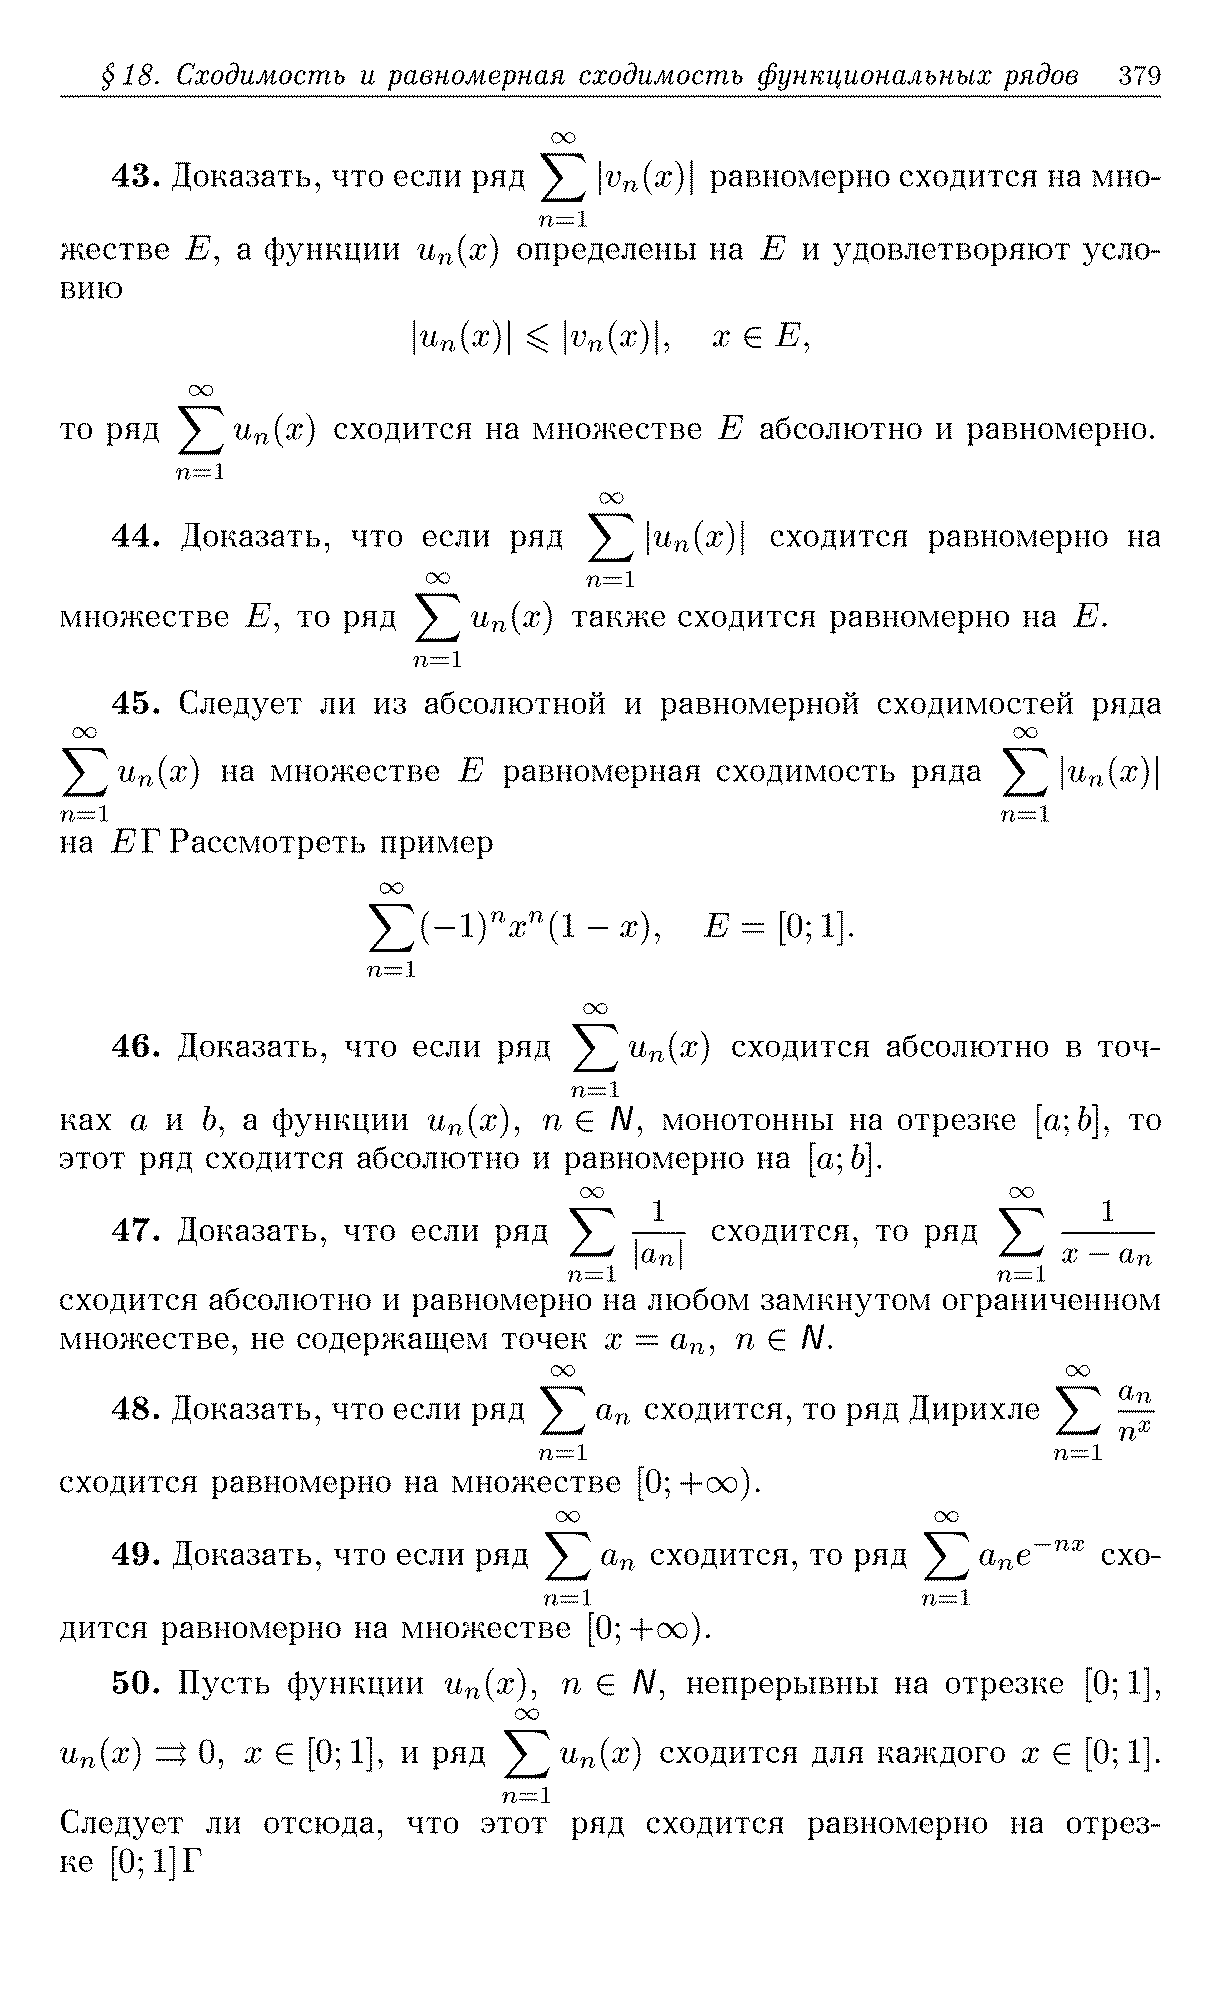 § 18. Сходимость и равномерная сходимость функциональных рядов 379
43. Доказать, что если ряд $\sum_{n=1}^{\infty} |v_n(x)|$ равномерно сходится на мно-
жестве E, а функции $u_n(x)$ определены на E и удовлетворяют усло-
вию
$|u_n(x)| \leqslant |v_n(x)|, \quad x \in E,$
то ряд $\sum_{n=1}^{\infty} u_n(x)$ сходится на множестве E абсолютно и равномерно.
44. Доказать, что если ряд $\sum_{n=1}^{\infty} |u_n(x)|$ сходится равномерно на
множестве E, то ряд $\sum_{n=1}^{\infty} u_n(x)$ также сходится равномерно на E.
45. Следует ли из абсолютной и равномерной сходимостей ряда
$\sum_{n=1}^{\infty} u_n(x)$ на множестве E равномерная сходимость ряда $\sum_{n=1}^{\infty} |u_n(x)|$
на EГ Рассмотреть пример
$\sum_{n=1}^{\infty} (-1)^n x^n (1 - x), \quad E = [0; 1].$
46. Доказать, что если ряд $\sum_{n=1}^{\infty} u_n(x)$ сходится абсолютно в точ-
ках a и b, а функции $u_n(x)$, $n \in N$, монотонны на отрезке [a; b], то
этот ряд сходится абсолютно и равномерно на [a; b].
47. Доказать, что если ряд $\sum_{n=1}^{\infty} \frac{1}{|a_n|}$ сходится, то ряд $\sum_{n=1}^{\infty} \frac{1}{x - a_n}$
сходится абсолютно и равномерно на любом замкнутом ограниченном
множестве, не содержащем точек $x = a_n$, $n \in N$.
48. Доказать, что если ряд $\sum_{n=1}^{\infty} a_n$ сходится, то ряд Дирихле $\sum_{n=1}^{\infty} \frac{a_n}{n^x}$
сходится равномерно на множестве $[0; +\infty)$.
49. Доказать, что если ряд $\sum_{n=1}^{\infty} a_n$ сходится, то ряд $\sum_{n=1}^{\infty} a_n e^{-nx}$ схо-
дится равномерно на множестве $[0; +\infty)$.
50. Пусть функции $u_n(x)$, $n \in N$, непрерывны на отрезке [0; 1],
$u_n(x) \rightrightarrows 0$, $x \in [0; 1]$, и ряд $\sum_{n=1}^{\infty} u_n(x)$ сходится для каждого $x \in [0; 1]$.
Следует ли отсюда, что этот ряд сходится равномерно на отрез-
ке [0; 1]Г